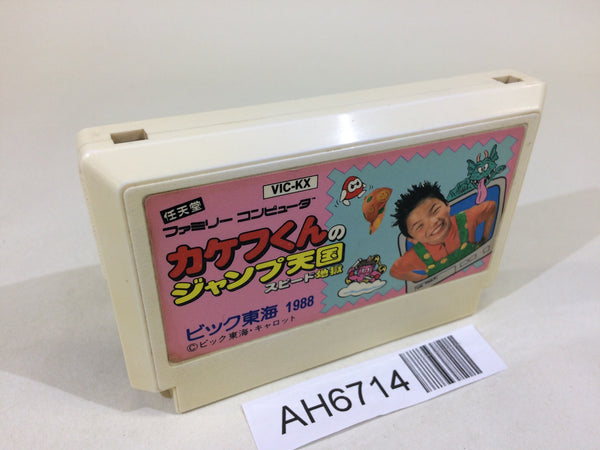 VIC-KX
任天堂
ファミリー コンピュータ
カケフくんの
ジャンプ天国
スピード地獄
ビック東海 1988
©ビック東海・キャロット
AH6714